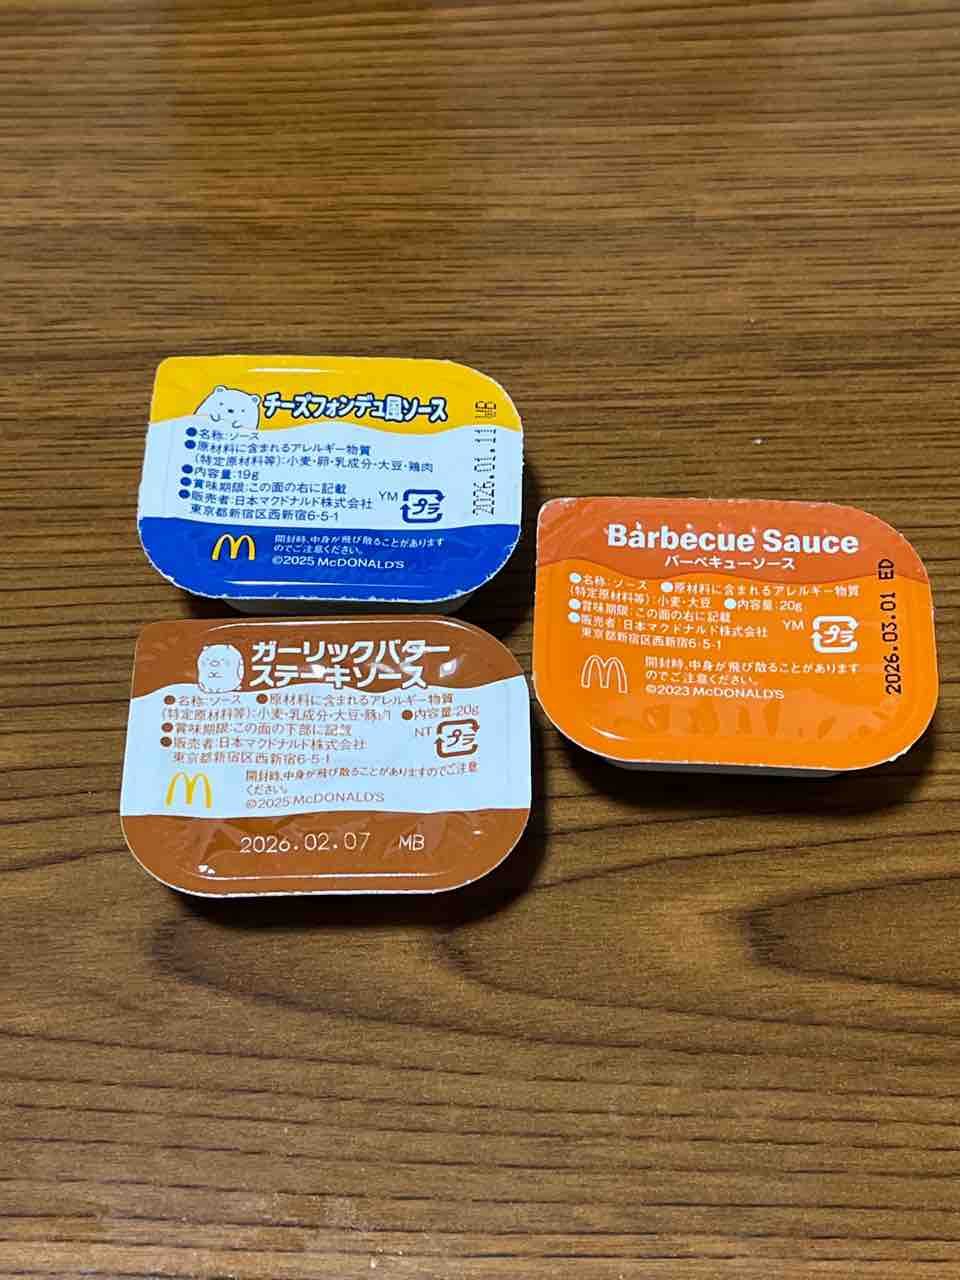 チーズフォンデュ風ソース
●名称:ソース
●原材料に含まれるアレルギー物質
(特定原材料等):小麦・卵・乳成分・大豆・鶏肉
●内容量:19g
●賞味期限:この面の右に記載
●販売者:日本マクドナルド株式会社
東京都新宿区西新宿6-5-1
YM
プラ
2026.01.11
開封時、中身が飛び散ることがあります
のでご注意ください。
©2025 McDONALD'S
ガーリックバター
ステーキソース
●名称:ソース ●原材料に含まれるアレルギー物質
(特定原材料等):小麦・乳成分・大豆・豚肉 ●内容量:20g
●賞味期限:この面の下部に記載
●販売者:日本マクドナルド株式会社
東京都新宿区西新宿6-5-1
NT
プラ
開封時、中身が飛び散ることがありますのでご注意
ください。
©2025 McDONALD'S
2026.02.07 MB
Barbecue Sauce
バーベキューソース
●名称:ソース ●原材料に含まれるアレルギー物質
(特定原材料等):小麦・大豆 ●内容量:20g
●賞味期限:この面の右に記載
●販売者:日本マクドナルド株式会社
東京都新宿区西新宿6-5-1
YM
プラ
2026.03.01 ED
開封時、中身が飛び散ることがあります
のでご注意ください。
©2023 McDONALD'S